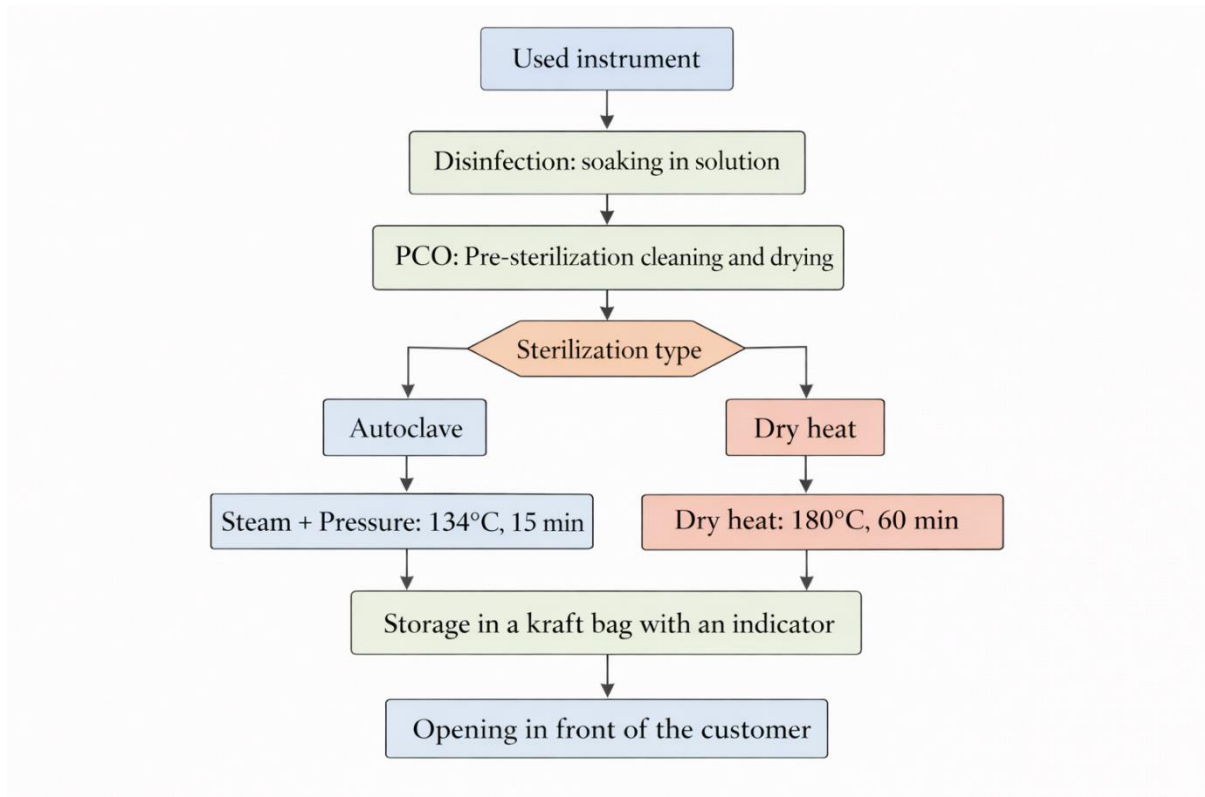 Used instrument
Disinfection: soaking in solution
PCO: Pre-sterilization cleaning and drying
Sterilization type
Autoclave
Dry heat
Steam + Pressure: 134°C, 15 min
Dry heat: 180°C, 60 min
Storage in a kraft bag with an indicator
Opening in front of the customer